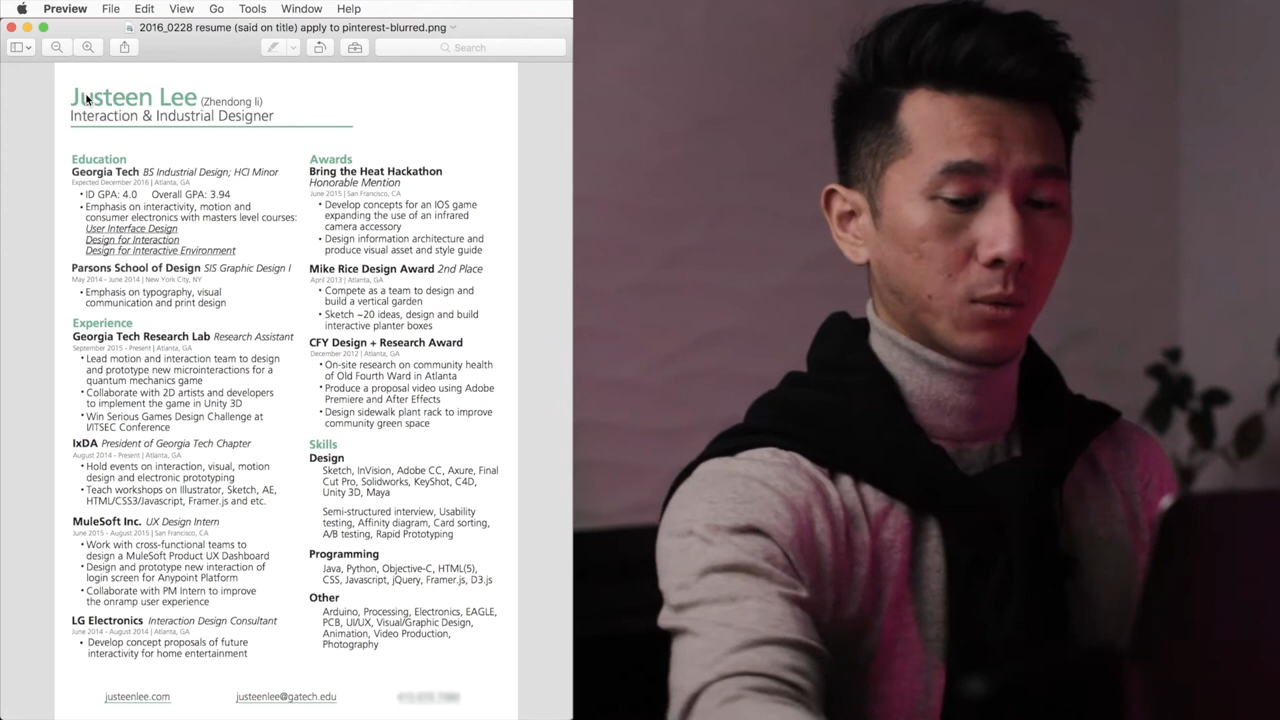 Preview File Edit View Go Tools Window Help
2016_0228 resume (said on title) apply to pinterest-blurred.png
Search
Justeen Lee (Zhendong li)
Interaction & Industrial Designer
Education
Georgia Tech BS Industrial Design; HCI Minor
Expected December 2016 | Atlanta, GA
• ID GPA: 4.0 Overall GPA: 3.94
• Emphasis on interactivity, motion and
consumer electronics with masters level courses:
User Interface Design
Design for Interaction
Design for Interactive Environment
Parsons School of Design SIS Graphic Design I
May 2014 - June 2014 | New York City, NY
• Emphasis on typography, visual
communication and print design
Experience
Georgia Tech Research Lab Research Assistant
September 2015 - Present | Atlanta, GA
• Lead motion and interaction team to design
and prototype new microinteractions for a
quantum mechanics game
• Collaborate with 2D artists and developers
to implement the game in Unity 3D
• Win Serious Games Design Challenge at
I/ITSEC Conference
IxDA President of Georgia Tech Chapter
August 2014 - Present | Atlanta, GA
• Hold events on interaction, visual, motion
design and electronic prototyping
• Teach workshops on Illustrator, Sketch, AE,
HTML/CSS3/Javascript, Framer.js and etc.
MuleSoft Inc. UX Design Intern
June 2015 - August 2015 | San Francisco, CA
• Work with cross-functional teams to
design a MuleSoft Product UX Dashboard
• Design and prototype new interaction of
login screen for Anypoint Platform
• Collaborate with PM Intern to improve
the onramp user experience
LG Electronics Interaction Design Consultant
June 2014 - August 2014 | Atlanta, GA
• Develop concept proposals of future
interactivity for home entertainment
Awards
Bring the Heat Hackathon
Honorable Mention
June 2015 | San Francisco, CA
• Develop concepts for an IOS game
expanding the use of an infrared
camera accessory
• Design information architecture and
produce visual asset and style guide
Mike Rice Design Award 2nd Place
April 2013 | Atlanta, GA
• Compete as a team to design and
build a vertical garden
• Sketch ~20 ideas, design and build
interactive planter boxes
CFY Design + Research Award
December 2012 | Atlanta, GA
• On-site research on community health
of Old Fourth Ward in Atlanta
• Produce a proposal video using Adobe
Premiere and After Effects
• Design sidewalk plant rack to improve
community green space
Skills
Design
Sketch, InVision, Adobe CC, Axure, Final
Cut Pro, Solidworks, KeyShot, C4D,
Unity 3D, Maya
Semi-structured interview, Usability
testing, Affinity diagram, Card sorting,
A/B testing, Rapid Prototyping
Programming
Java, Python, Objective-C, HTML(5),
CSS, Javascript, jQuery, Framer.js, D3.js
Other
Arduino, Processing, Electronics, EAGLE,
PCB, UI/UX, Visual/Graphic Design,
Animation, Video Production,
Photography
justeenlee.com justeenlee@gatech.edu